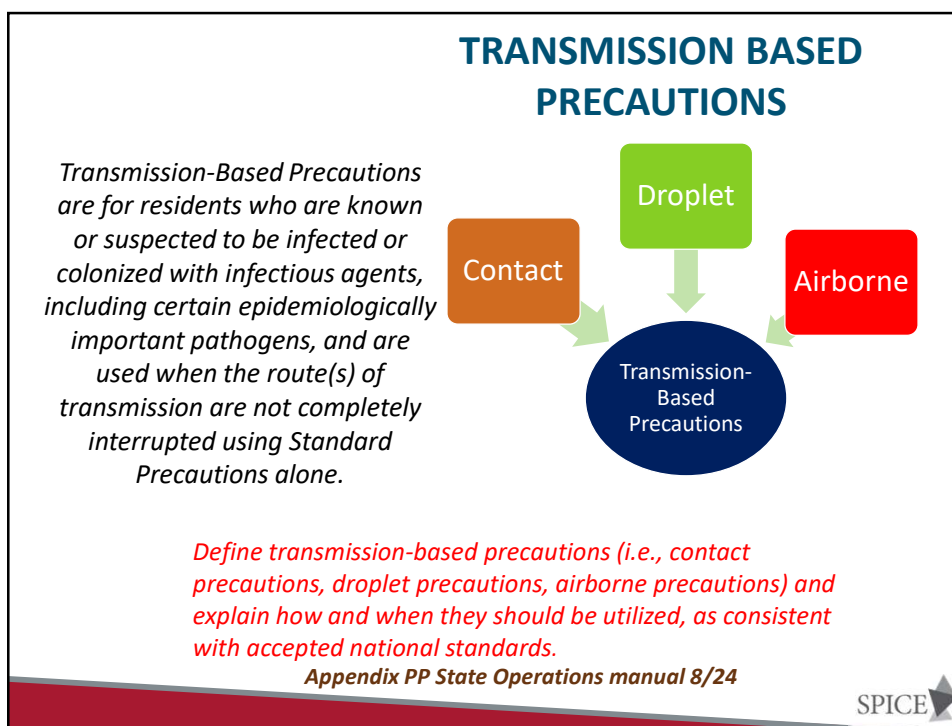 TRANSMISSION BASED
PRECAUTIONS
Transmission-Based Precautions
are for residents who are known
or suspected to be infected or
colonized with infectious agents,
including certain epidemiologically
important pathogens, and are
used when the route(s) of
transmission are not completely
interrupted using Standard
Precautions alone.
Contact
Droplet
Airborne
Transmission-
Based
Precautions
Define transmission-based precautions (i.e., contact
precautions, droplet precautions, airborne precautions) and
explain how and when they should be utilized, as consistent
with accepted national standards.
Appendix PP State Operations manual 8/24
SPICE